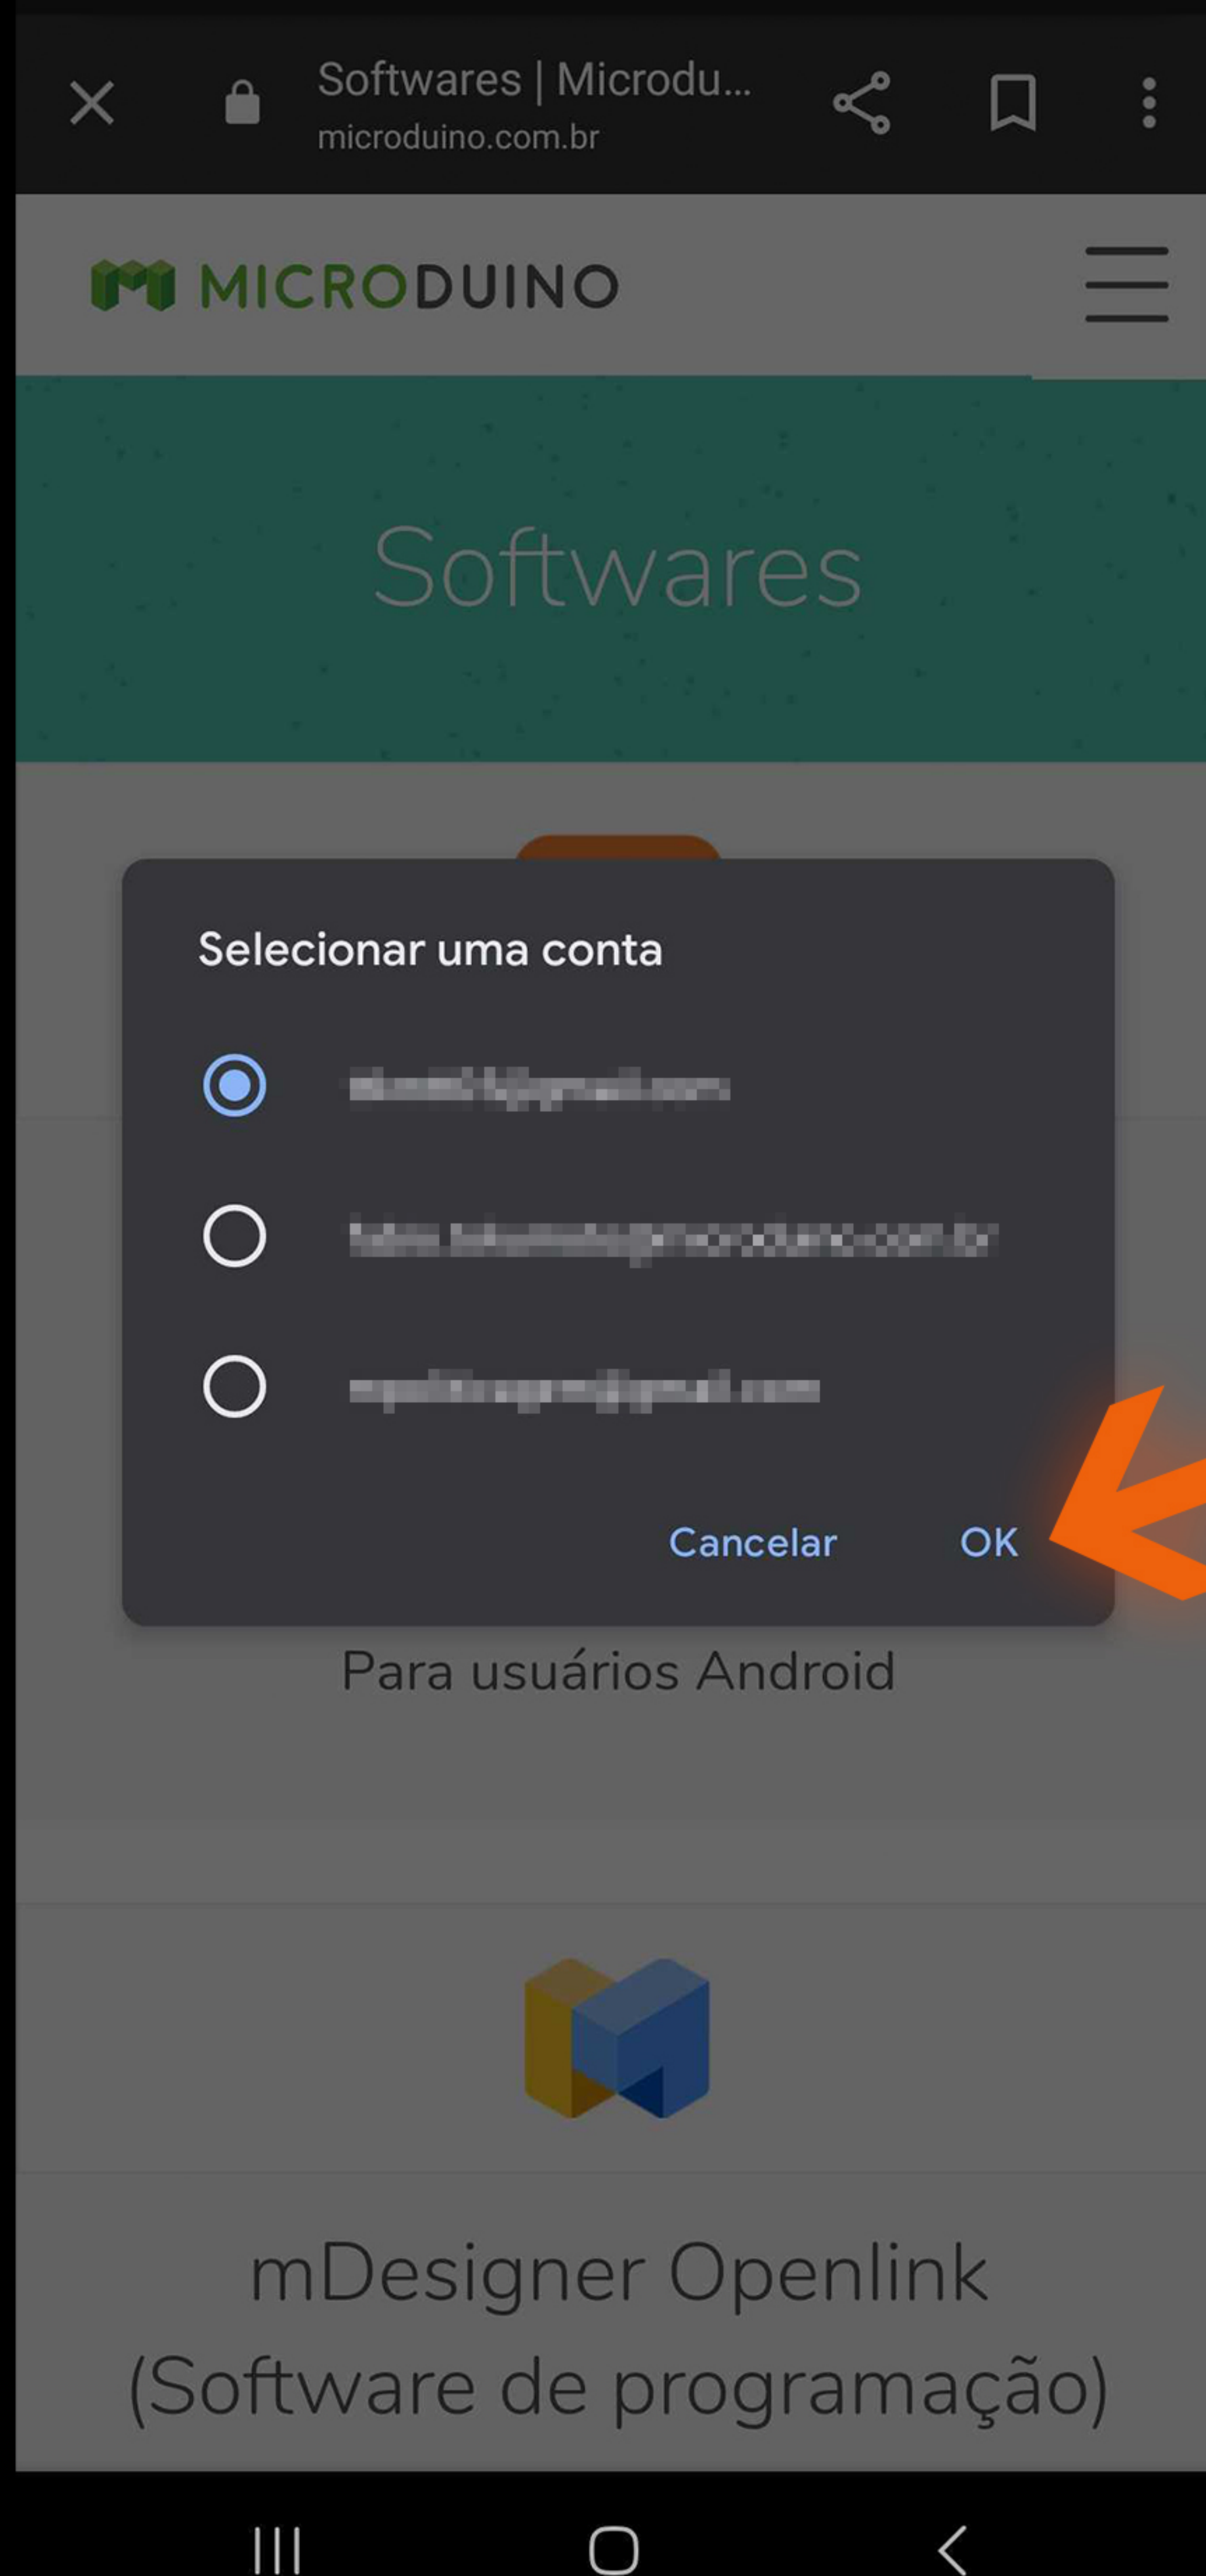 Softwares | Microdu...
microduino.com.br
MICRODUINO
Softwares
Selecionar uma conta
Cancelar OK
Para usuários Android
mDesigner Openlink
(Software de programação)